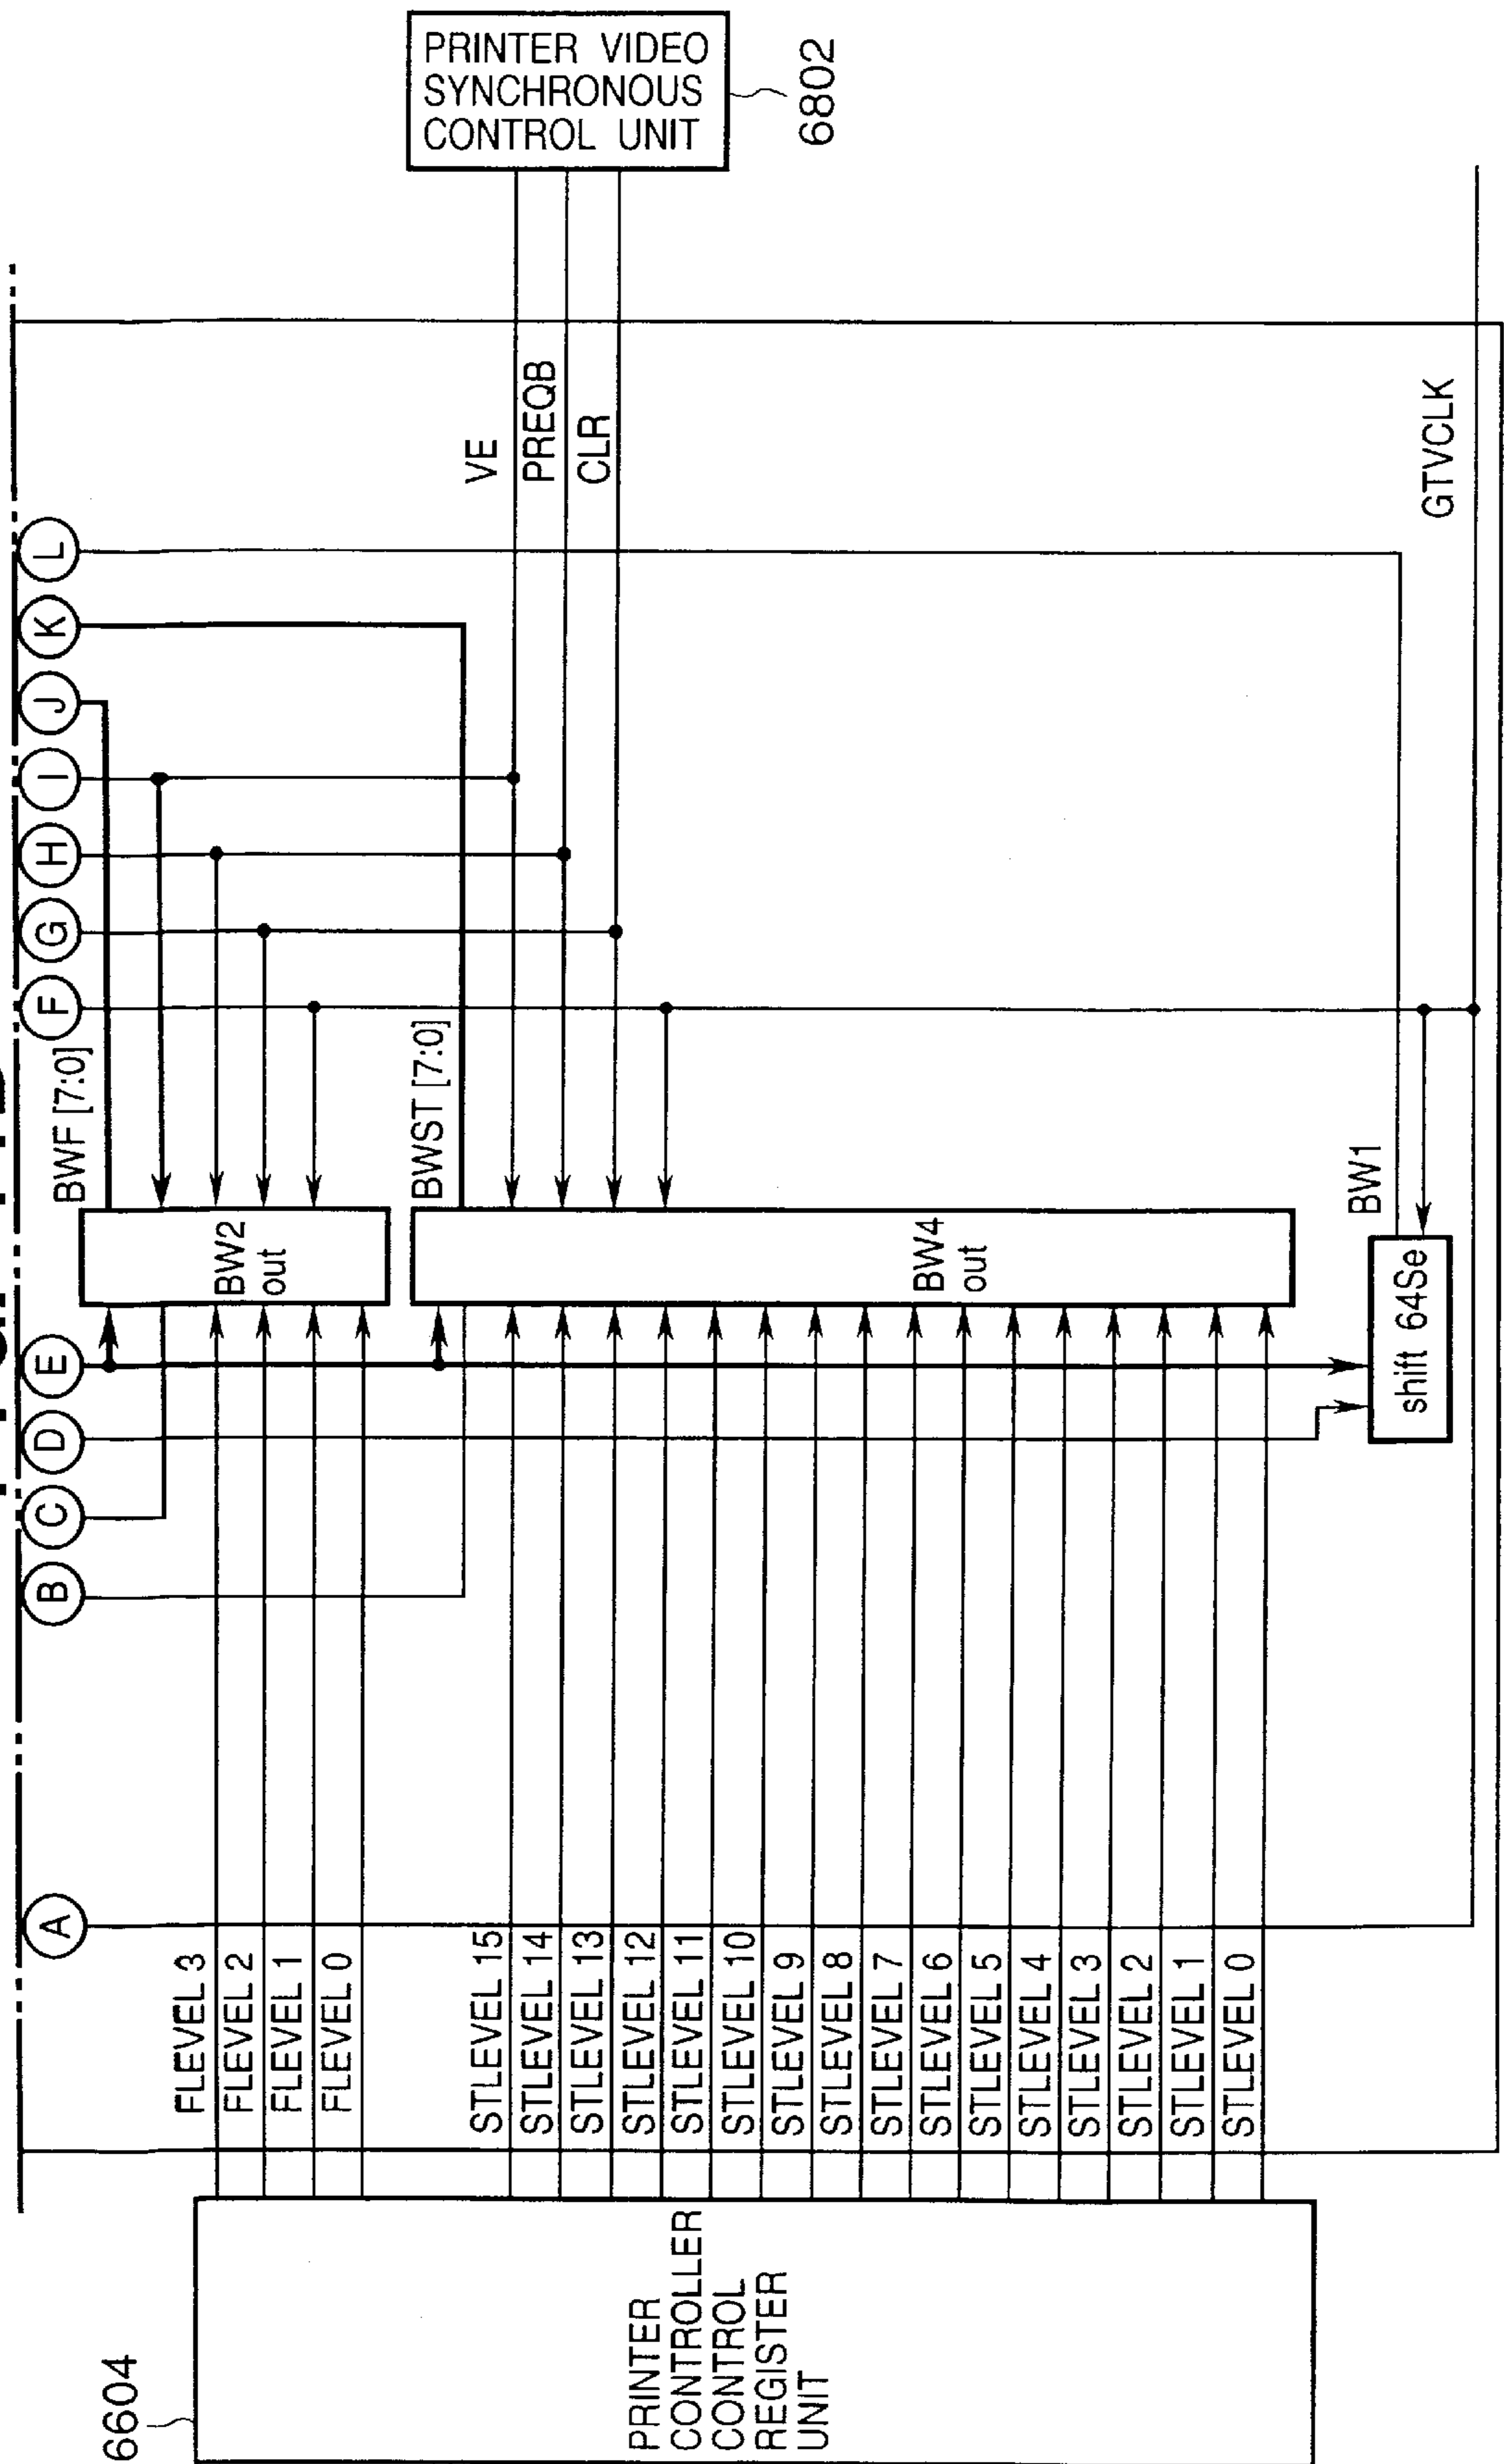 A
B
C
D
E
F
G
H
I
J
K
L
BWF [7:0]
BW2
out
FLEVEL 3
FLEVEL 2
FLEVEL 1
FLEVEL 0
BWST [7:0]
BW4
out
STLEVEL 15
STLEVEL 14
STLEVEL 13
STLEVEL 12
STLEVEL 11
STLEVEL 10
STLEVEL 9
STLEVEL 8
STLEVEL 7
STLEVEL 6
STLEVEL 5
STLEVEL 4
STLEVEL 3
STLEVEL 2
STLEVEL 1
STLEVEL 0
VE
PREQB
CLR
PRINTER VIDEO
SYNCHRONOUS
CONTROL UNIT
6802
6604
PRINTER
CONTROLLER
CONTROL
REGISTER
UNIT
BW1
shift 64Se
GTVCLK